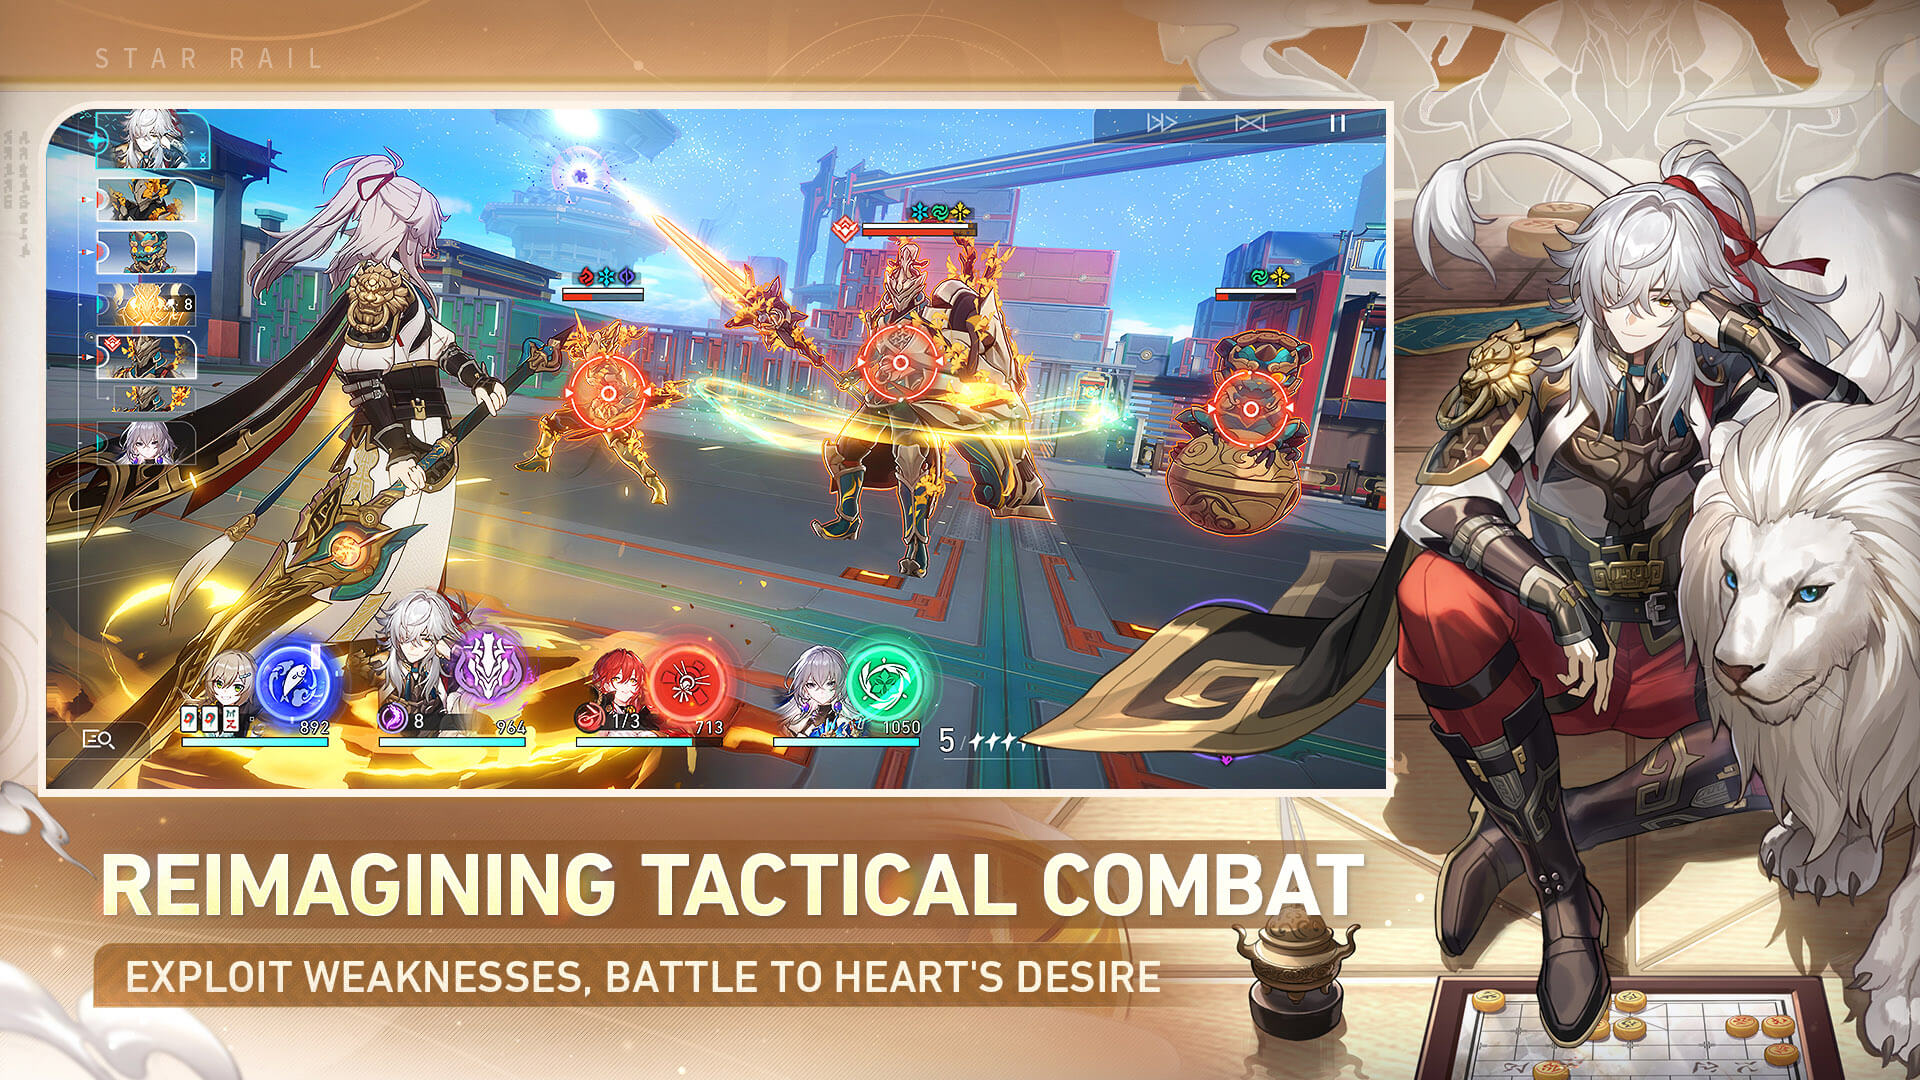 STAR RAIL
8
892
8
964
1/3
713
1050
5/
REIMAGINING TACTICAL COMBAT
EXPLOIT WEAKNESSES, BATTLE TO HEART'S DESIRE